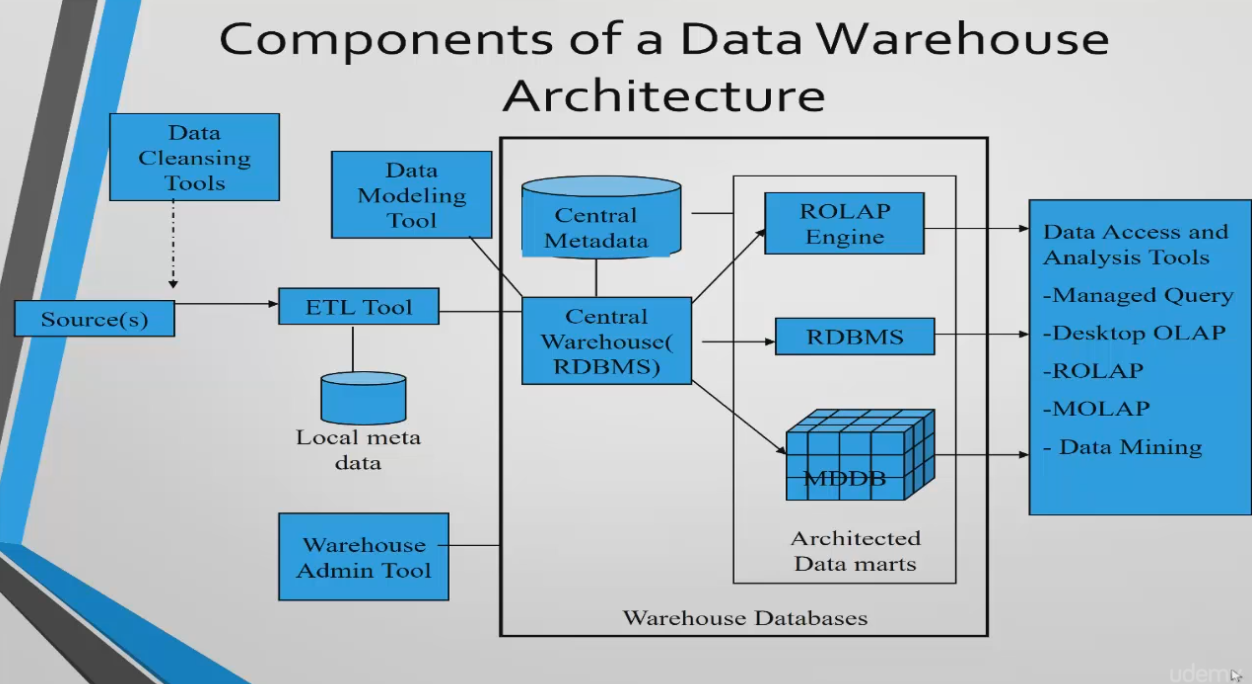 Components of a Data Warehouse
Architecture
Data
Cleansing
Tools
Data
Modeling
Tool
Source(s)
ETL Tool
Local meta
data
Warehouse
Admin Tool
Central
Metadata
Central
Warehouse(
RDBMS)
ROLAP
Engine
RDBMS
MDDB
Architected
Data marts
Warehouse Databases
Data Access and
Analysis Tools
-Managed Query
-Desktop OLAP
-ROLAP
-MOLAP
- Data Mining
udemy